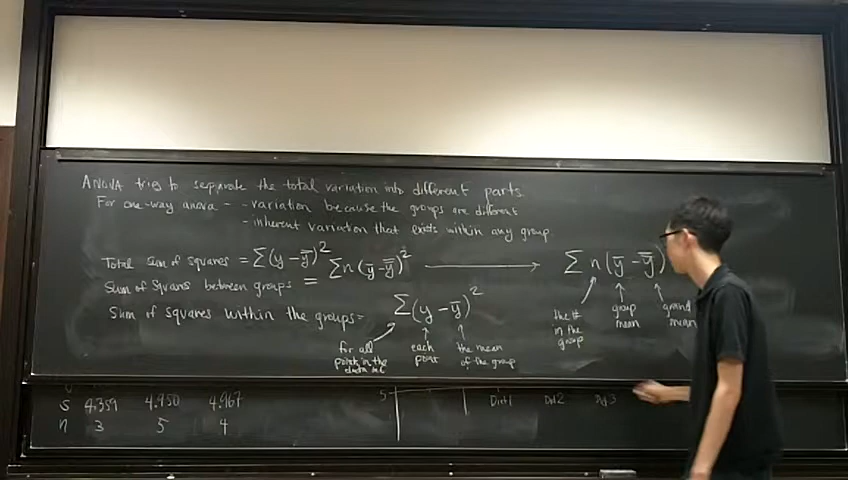 ANOVA tries to separate the total variation into different parts.
For one-way anova - - variation because the groups are different
- inherent variation that exists within any group.
Total sum of squares = Σ(y - ȳ̄)²
Sum of squares between groups = Σn(ȳ - ȳ̄)² → Σ n(ȳ - ȳ̄)
the # in the group
group mean
grand mean
Sum of squares within the groups = Σ(y - ȳ)²
for all points in the data set
each point
the mean of the group
s 4.359 4.950 4.967
n 3 5 4
5
Diet1 Diet2 Diet3